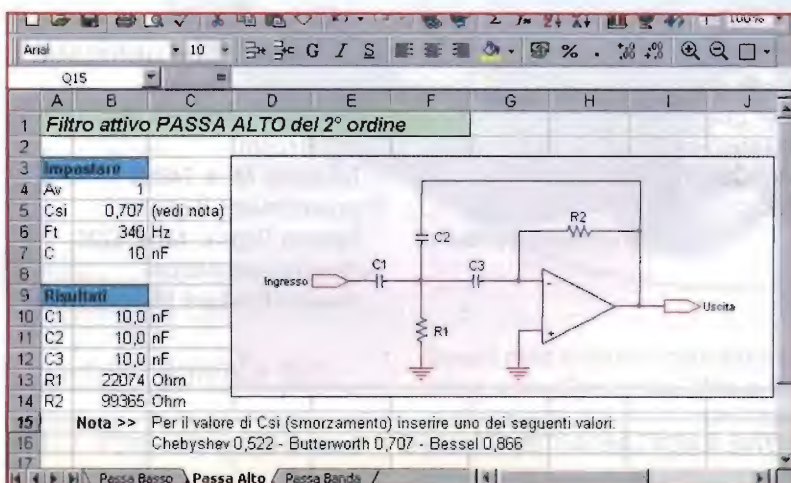 Arial 10 G I S % .
Q15 =
A B C D E F G H I J
1 Filtro attivo PASSA ALTO del 2° ordine
2
3 Impostare
4 Av 1
5 Csi 0,707 (vedi nota)
6 Ft 340 Hz
7 C 10 nF
8
9 Risultati
10 C1 10,0 nF
11 C2 10,0 nF
12 C3 10,0 nF
13 R1 22074 Ohm
14 R2 99365 Ohm
R2
C2
C1 C3
Ingresso
-
Uscita
R1
+
15 Nota >> Per il valore di Csi (smorzamento) inserire uno dei seguenti valori:
16 Chebyshev 0,522 - Butterworth 0,707 - Bessel 0,866
17
Passa Basso Passa Alto Passa Banda